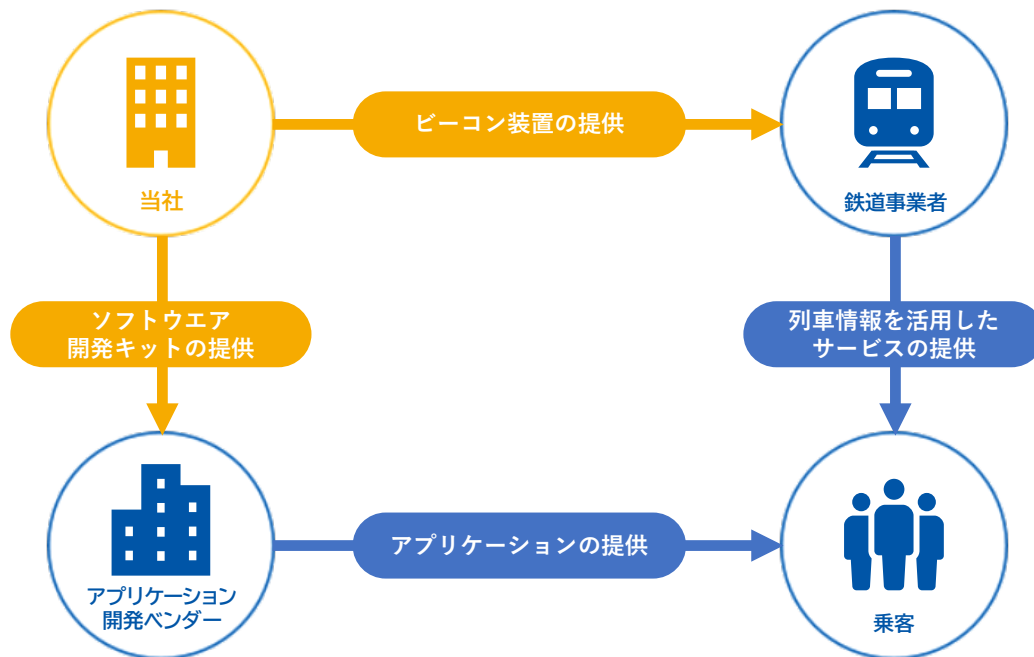 ビーコン装置の提供
当社
鉄道事業者
ソフトウエア
開発キットの提供
列車情報を活用した
サービスの提供
アプリケーションの提供
アプリケーション
開発ベンダー
乗客